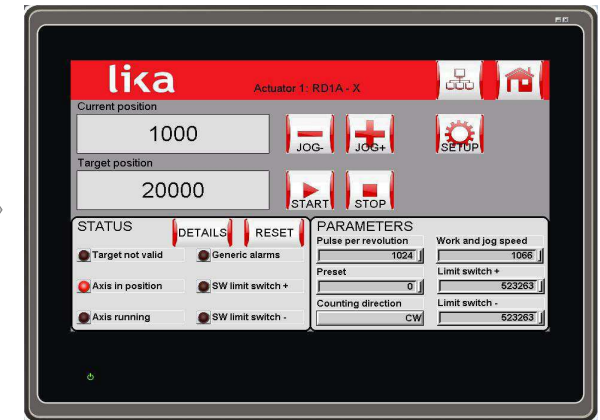 lika
Actuator 1: RD1A - X
Current position
1000
JOG-
JOG+
SETUP
Target position
20000
START
STOP
STATUS
DETAILS
RESET
Target not valid
Generic alarms
Axis in position
SW limit switch +
Axis running
SW limit switch -
PARAMETERS
Pulse per revolution
Work and jog speed
1024
1066
Preset
Limit switch +
0
523263
Counting direction
Limit switch -
CW
523263